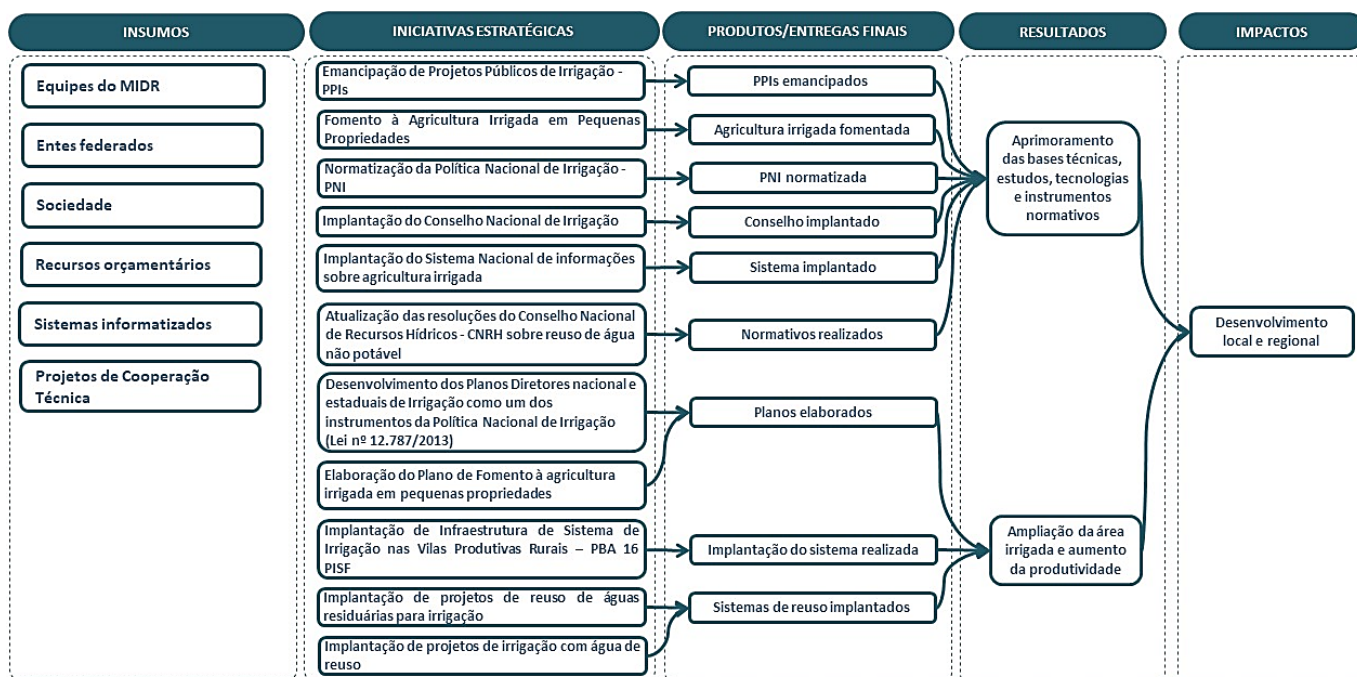 INSUMOS
INICIATIVAS ESTRATÉGICAS
PRODUTOS/ENTREGAS FINAIS
RESULTADOS
IMPACTOS
Equipes do MIDR
Entes federados
Sociedade
Recursos orçamentários
Sistemas informatizados
Projetos de Cooperação
Técnica
Emancipação de Projetos Públicos de Irrigação -
PPIs
Fomento à Agricultura Irrigada em Pequenas
Propriedades
Normatização da Política Nacional de Irrigação -
PNI
Implantação do Conselho Nacional de Irrigação
Implantação do Sistema Nacional de informações
sobre agricultura irrigada
Atualização das resoluções do Conselho Nacional
de Recursos Hídricos - CNRH sobre reuso de água
não potável
Desenvolvimento dos Planos Diretores nacional e
estaduais de Irrigação como um dos
instrumentos da Política Nacional de Irrigação
(Lei nº 12.787/2013)
Elaboração do Plano de Fomento à agricultura
irrigada em pequenas propriedades
Implantação de Infraestrutura de Sistema de
Irrigação nas Vilas Produtivas Rurais – PBA 16
PISF
Implantação de projetos de reuso de águas
residuárias para irrigação
Implantação de projetos de irrigação com água de
reuso
PPIs emancipados
Agricultura irrigada fomentada
PNI normatizada
Conselho implantado
Sistema implantado
Normativos realizados
Planos elaborados
Implantação do sistema realizada
Sistemas de reuso implantados
Aprimoramento
das bases técnicas,
estudos, tecnologias
e instrumentos
normativos
Ampliação da área
irrigada e aumento
da produtividade
Desenvolvimento
local e regional